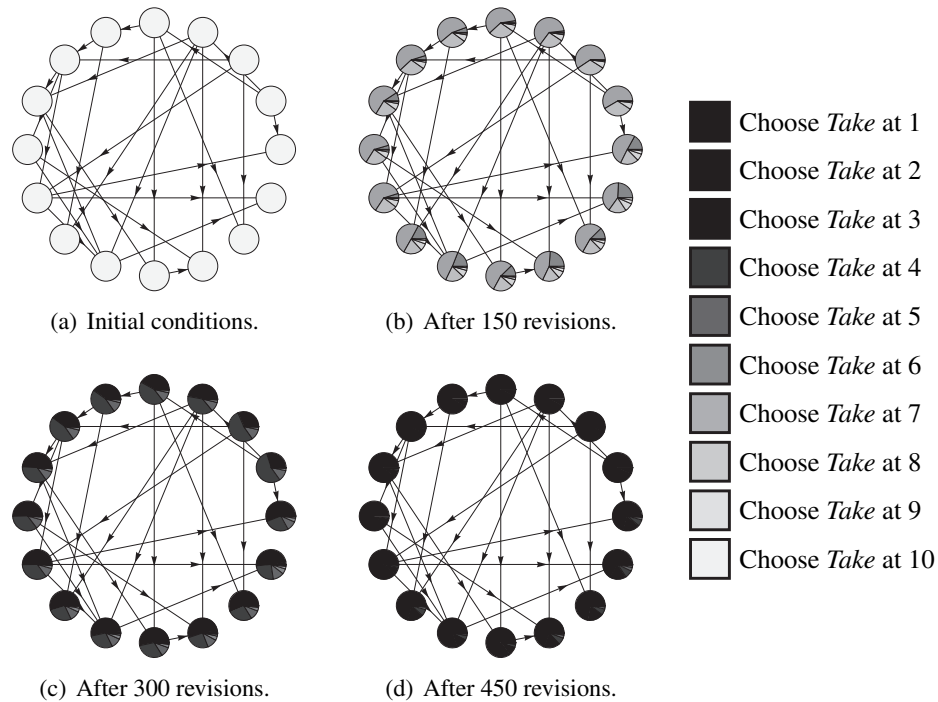 (a) Initial conditions.
(b) After 150 revisions.
(c) After 300 revisions.
(d) After 450 revisions.
Choose Take at 1
Choose Take at 2
Choose Take at 3
Choose Take at 4
Choose Take at 5
Choose Take at 6
Choose Take at 7
Choose Take at 8
Choose Take at 9
Choose Take at 10